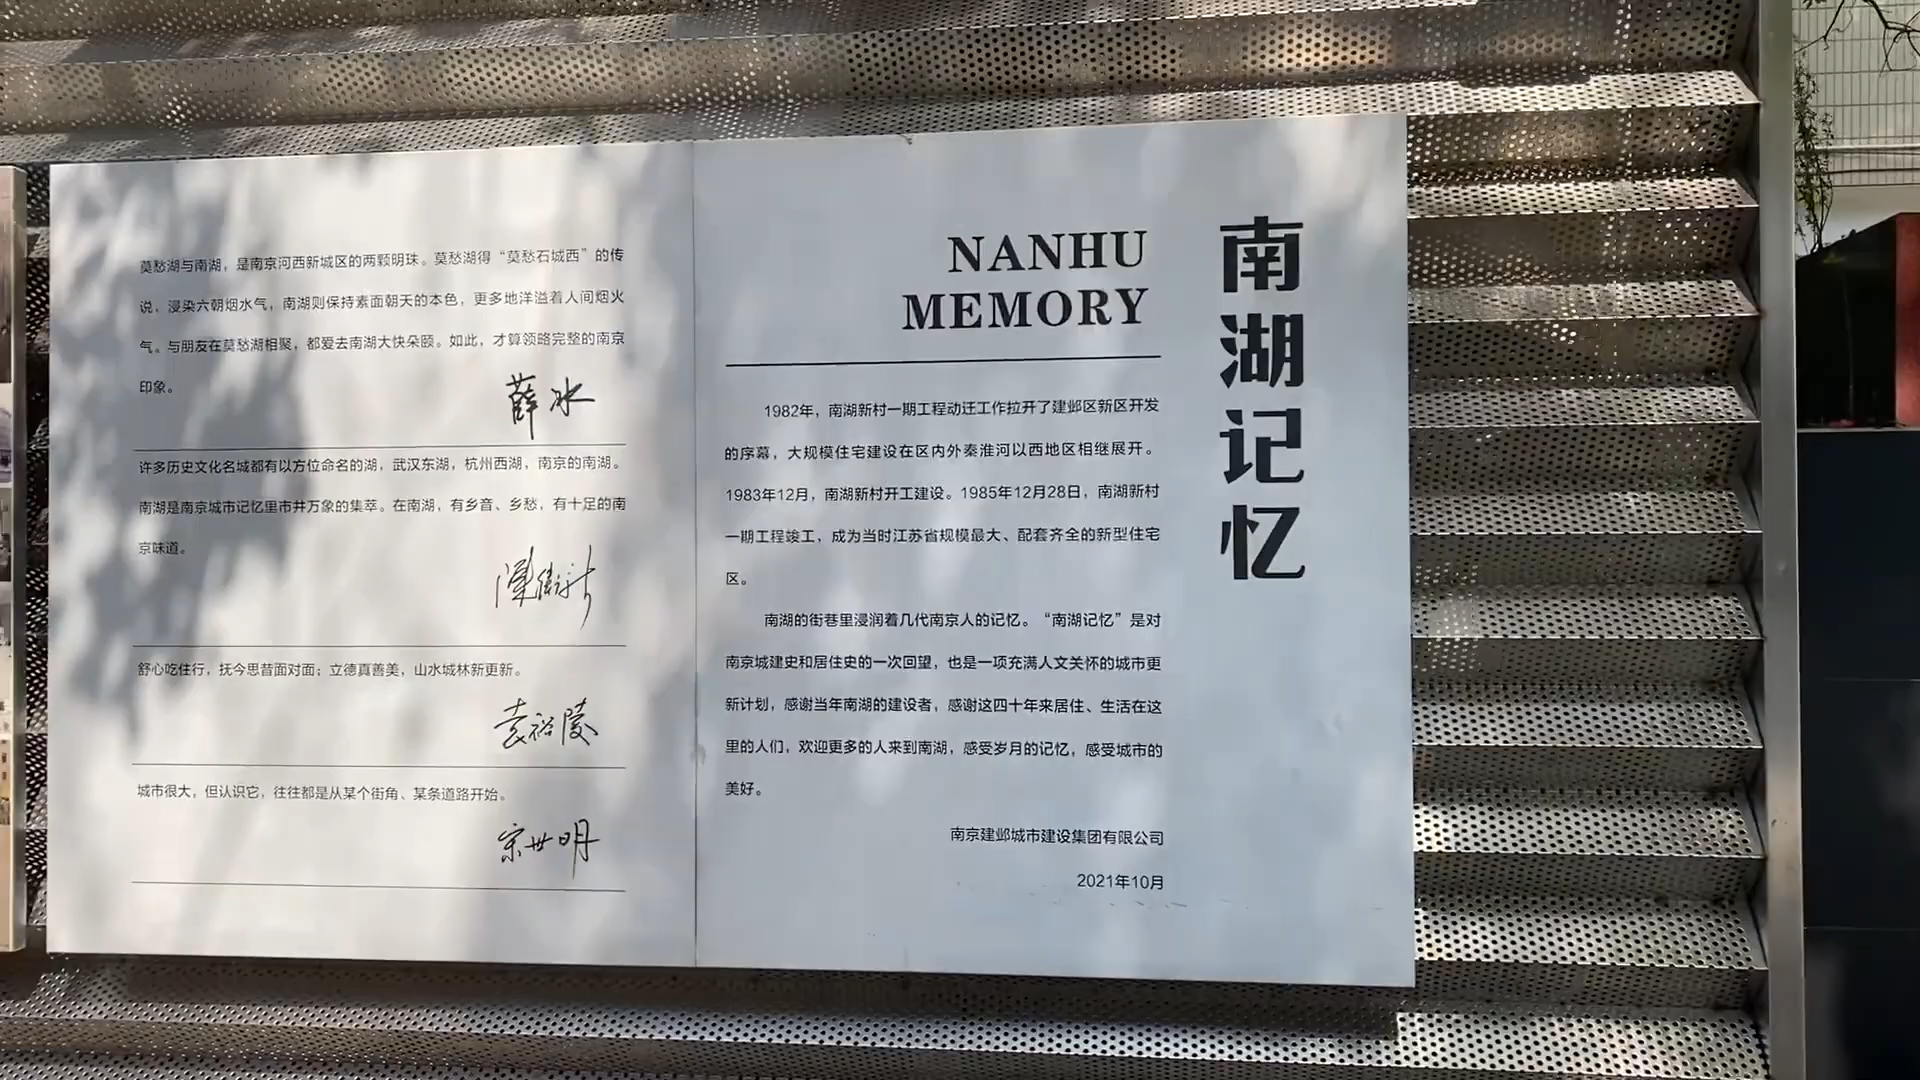 莫愁湖与南湖，是南京河西新城区的两颗明珠。莫愁湖得“莫愁石城西”的传
说，浸染六朝烟水气，南湖则保持素面朝天的本色，更多地洋溢着人间烟火
气。与朋友在莫愁湖相聚，都爱去南湖大快朵颐。如此，才算领略完整的南京
印象。
薛冰
许多历史文化名城都有以方位命名的湖，武汉东湖，杭州西湖，南京的南湖。
南湖是南京城市记忆里市井万象的集萃。在南湖，有乡音、乡愁，有十足的南
京味道。
陈卫新
舒心吃住行，抚今思昔面对面；立德真善美，山水城林新更新。
袁裕陵
城市很大，但认识它，往往都是从某个街角、某条道路开始。
宗世明
NANHU
MEMORY
南湖记忆
1982年，南湖新村一期工程动迁工作拉开了建邺区新区开发
的序幕，大规模住宅建设在区内外秦淮河以西地区相继展开。
1983年12月，南湖新村开工建设。1985年12月28日，南湖新村
一期工程竣工，成为当时江苏省规模最大、配套齐全的新型住宅
区。
南湖的街巷里浸润着几代南京人的记忆。“南湖记忆”是对
南京城建史和居住史的一次回望，也是一项充满人文关怀的城市更
新计划，感谢当年南湖的建设者，感谢这四十年来居住、生活在这
里的人们，欢迎更多的人来到南湖，感受岁月的记忆，感受城市的
美好。
南京建邺城市建设集团有限公司
2021年10月